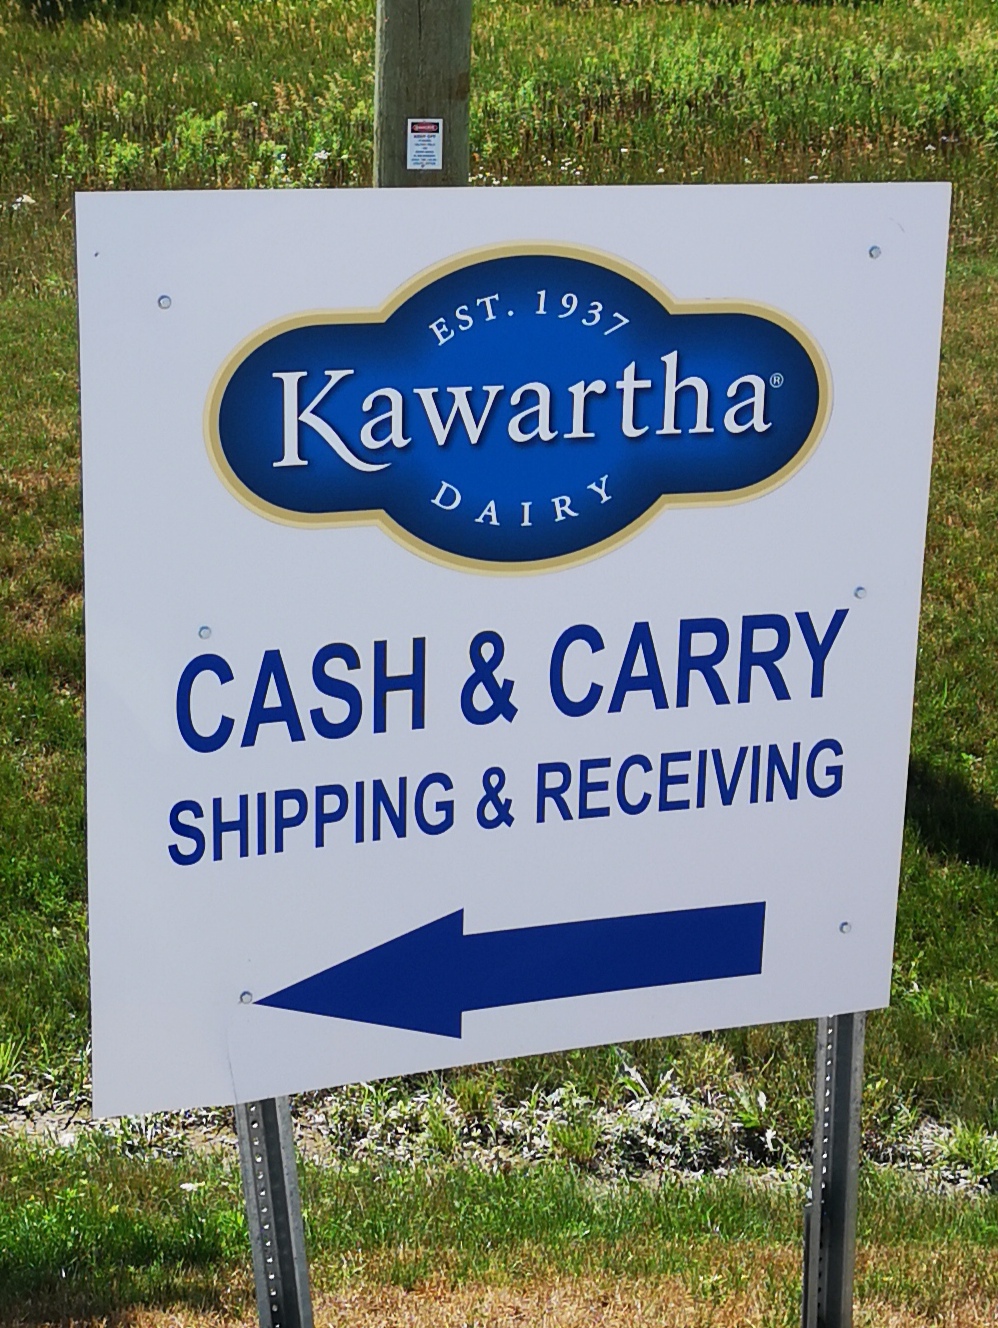 EST. 1937
Kawartha®
DAIRY
CASH & CARRY
SHIPPING & RECEIVING